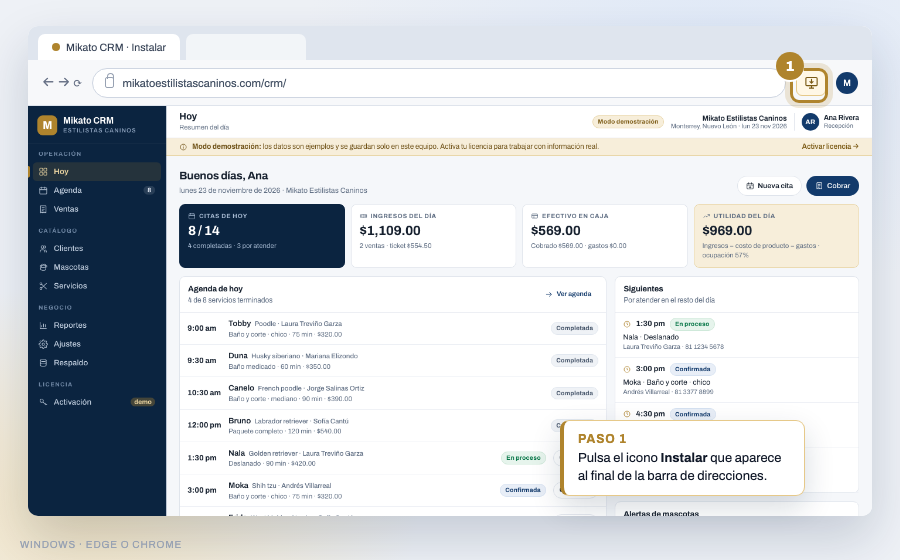 Mikato CRM · Instalar
mikatoestilistascaninos.com/crm/
1
M
M
Mikato CRM
ESTILISTAS CANINOS
OPERACIÓN
Hoy
Agenda
8
Ventas
CATÁLOGO
Clientes
Mascotas
Servicios
NEGOCIO
Reportes
Ajustes
Respaldo
LICENCIA
Activación
demo
Hoy
Resumen del día
Modo demostración
Mikato Estilistas Caninos
Monterrey, Nuevo León · lun 23 nov 2026
AR
Ana Rivera
Recepción
Modo demostración: los datos son ejemplos y se guardan solo en este equipo. Activa tu licencia para trabajar con información real.
Activar licencia →
Buenos días, Ana
lunes 23 de noviembre de 2026 · Mikato Estilistas Caninos
Nueva cita
Cobrar
CITAS DE HOY
8 / 14
4 completadas · 3 por atender
INGRESOS DEL DÍA
$1,109.00
2 ventas · ticket $554.50
EFECTIVO EN CAJA
$569.00
Cobrado $569.00 · gastos $0.00
UTILIDAD DEL DÍA
$969.00
Ingresos – costo de producto – gastos ·
ocupación 57%
Agenda de hoy
4 de 8 servicios terminados
Ver agenda
9:00 am
Tobby Poodle · Laura Treviño Garza
Baño y corte · chico · 75 min · $320.00
Completada
9:30 am
Duna Husky siberiano · Mariana Elizondo
Baño medicado · 60 min · $350.00
Completada
10:30 am
Canelo French poodle · Jorge Salinas Ortiz
Baño y corte · mediano · 90 min · $390.00
Completada
12:00 pm
Bruno Labrador retriever · Sofía Cantú
Paquete completo · 120 min · $540.00
1:30 pm
Nala Golden retriever · Laura Treviño Garza
Deslanado · 90 min · $420.00
En proceso
3:00 pm
Moka Shih tzu · Andrés Villarreal
Baño y corte · chico · 75 min · $320.00
Confirmada
Siguientes
Por atender en el resto del día
1:30 pm
En proceso
Nala · Deslanado
Laura Treviño Garza · 81 1234 5678
3:00 pm
Confirmada
Moka · Baño y corte · chico
Andrés Villarreal · 81 3377 8899
4:30 pm
Confirmada
Alertas de mascotas
PASO 1
Pulsa el icono Instalar que aparece
al final de la barra de direcciones.
WINDOWS · EDGE O CHROME